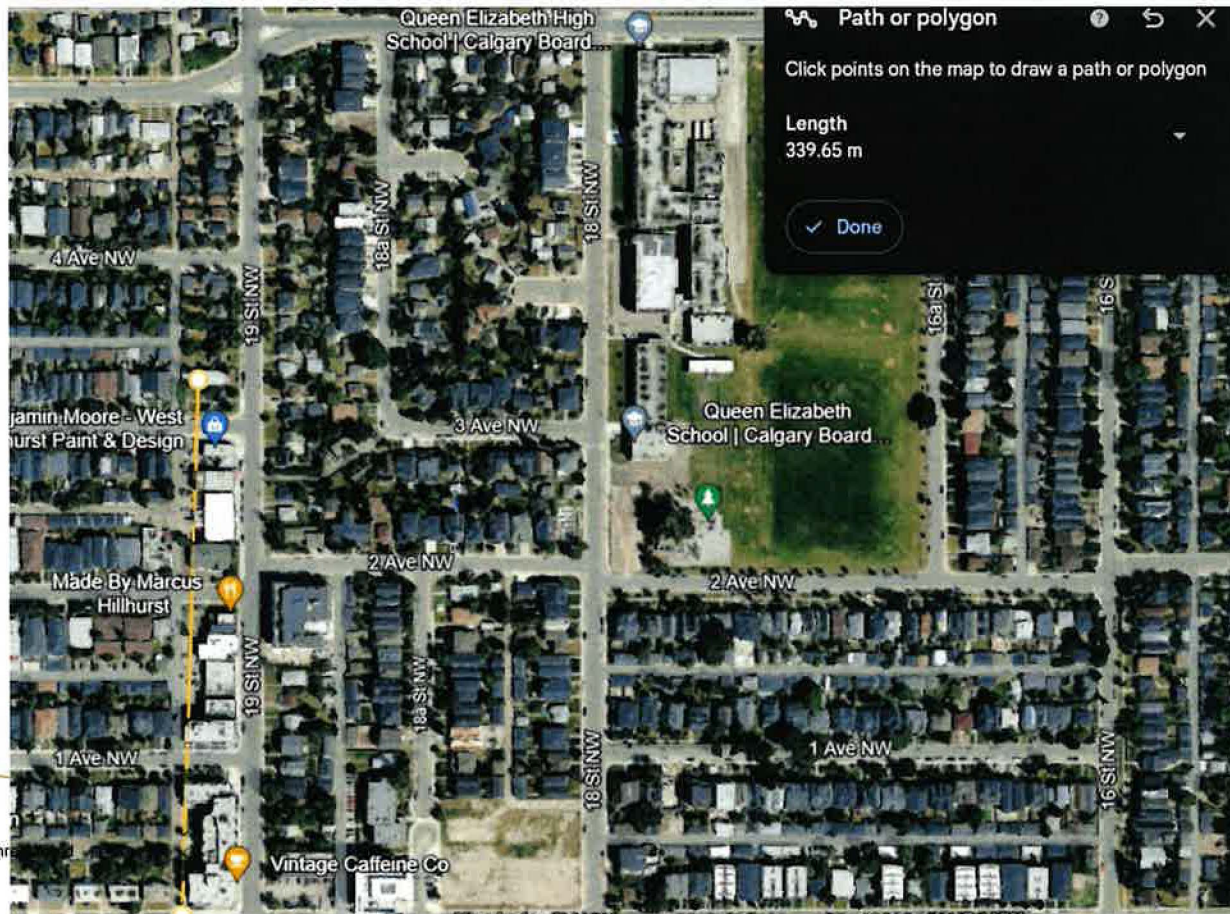 Queen Elizabeth High
School | Calgary Board...
Path or polygon
Click points on the map to draw a path or polygon
Length
339.65 m
Done
18 St NW
18a St NW
4 Ave NW
19 St NW
16a St
16 S
jamin Moore - West
hurst Paint & Design
3 Ave NW
Queen Elizabeth
School | Calgary Board...
2 Ave NW
2 Ave NW
Made By Marcus
Hillhurst
19 St NW
18a St NW
1 Ave NW
1 Ave NW
18 St NW
16 St NW
Vintage Caffeine Co